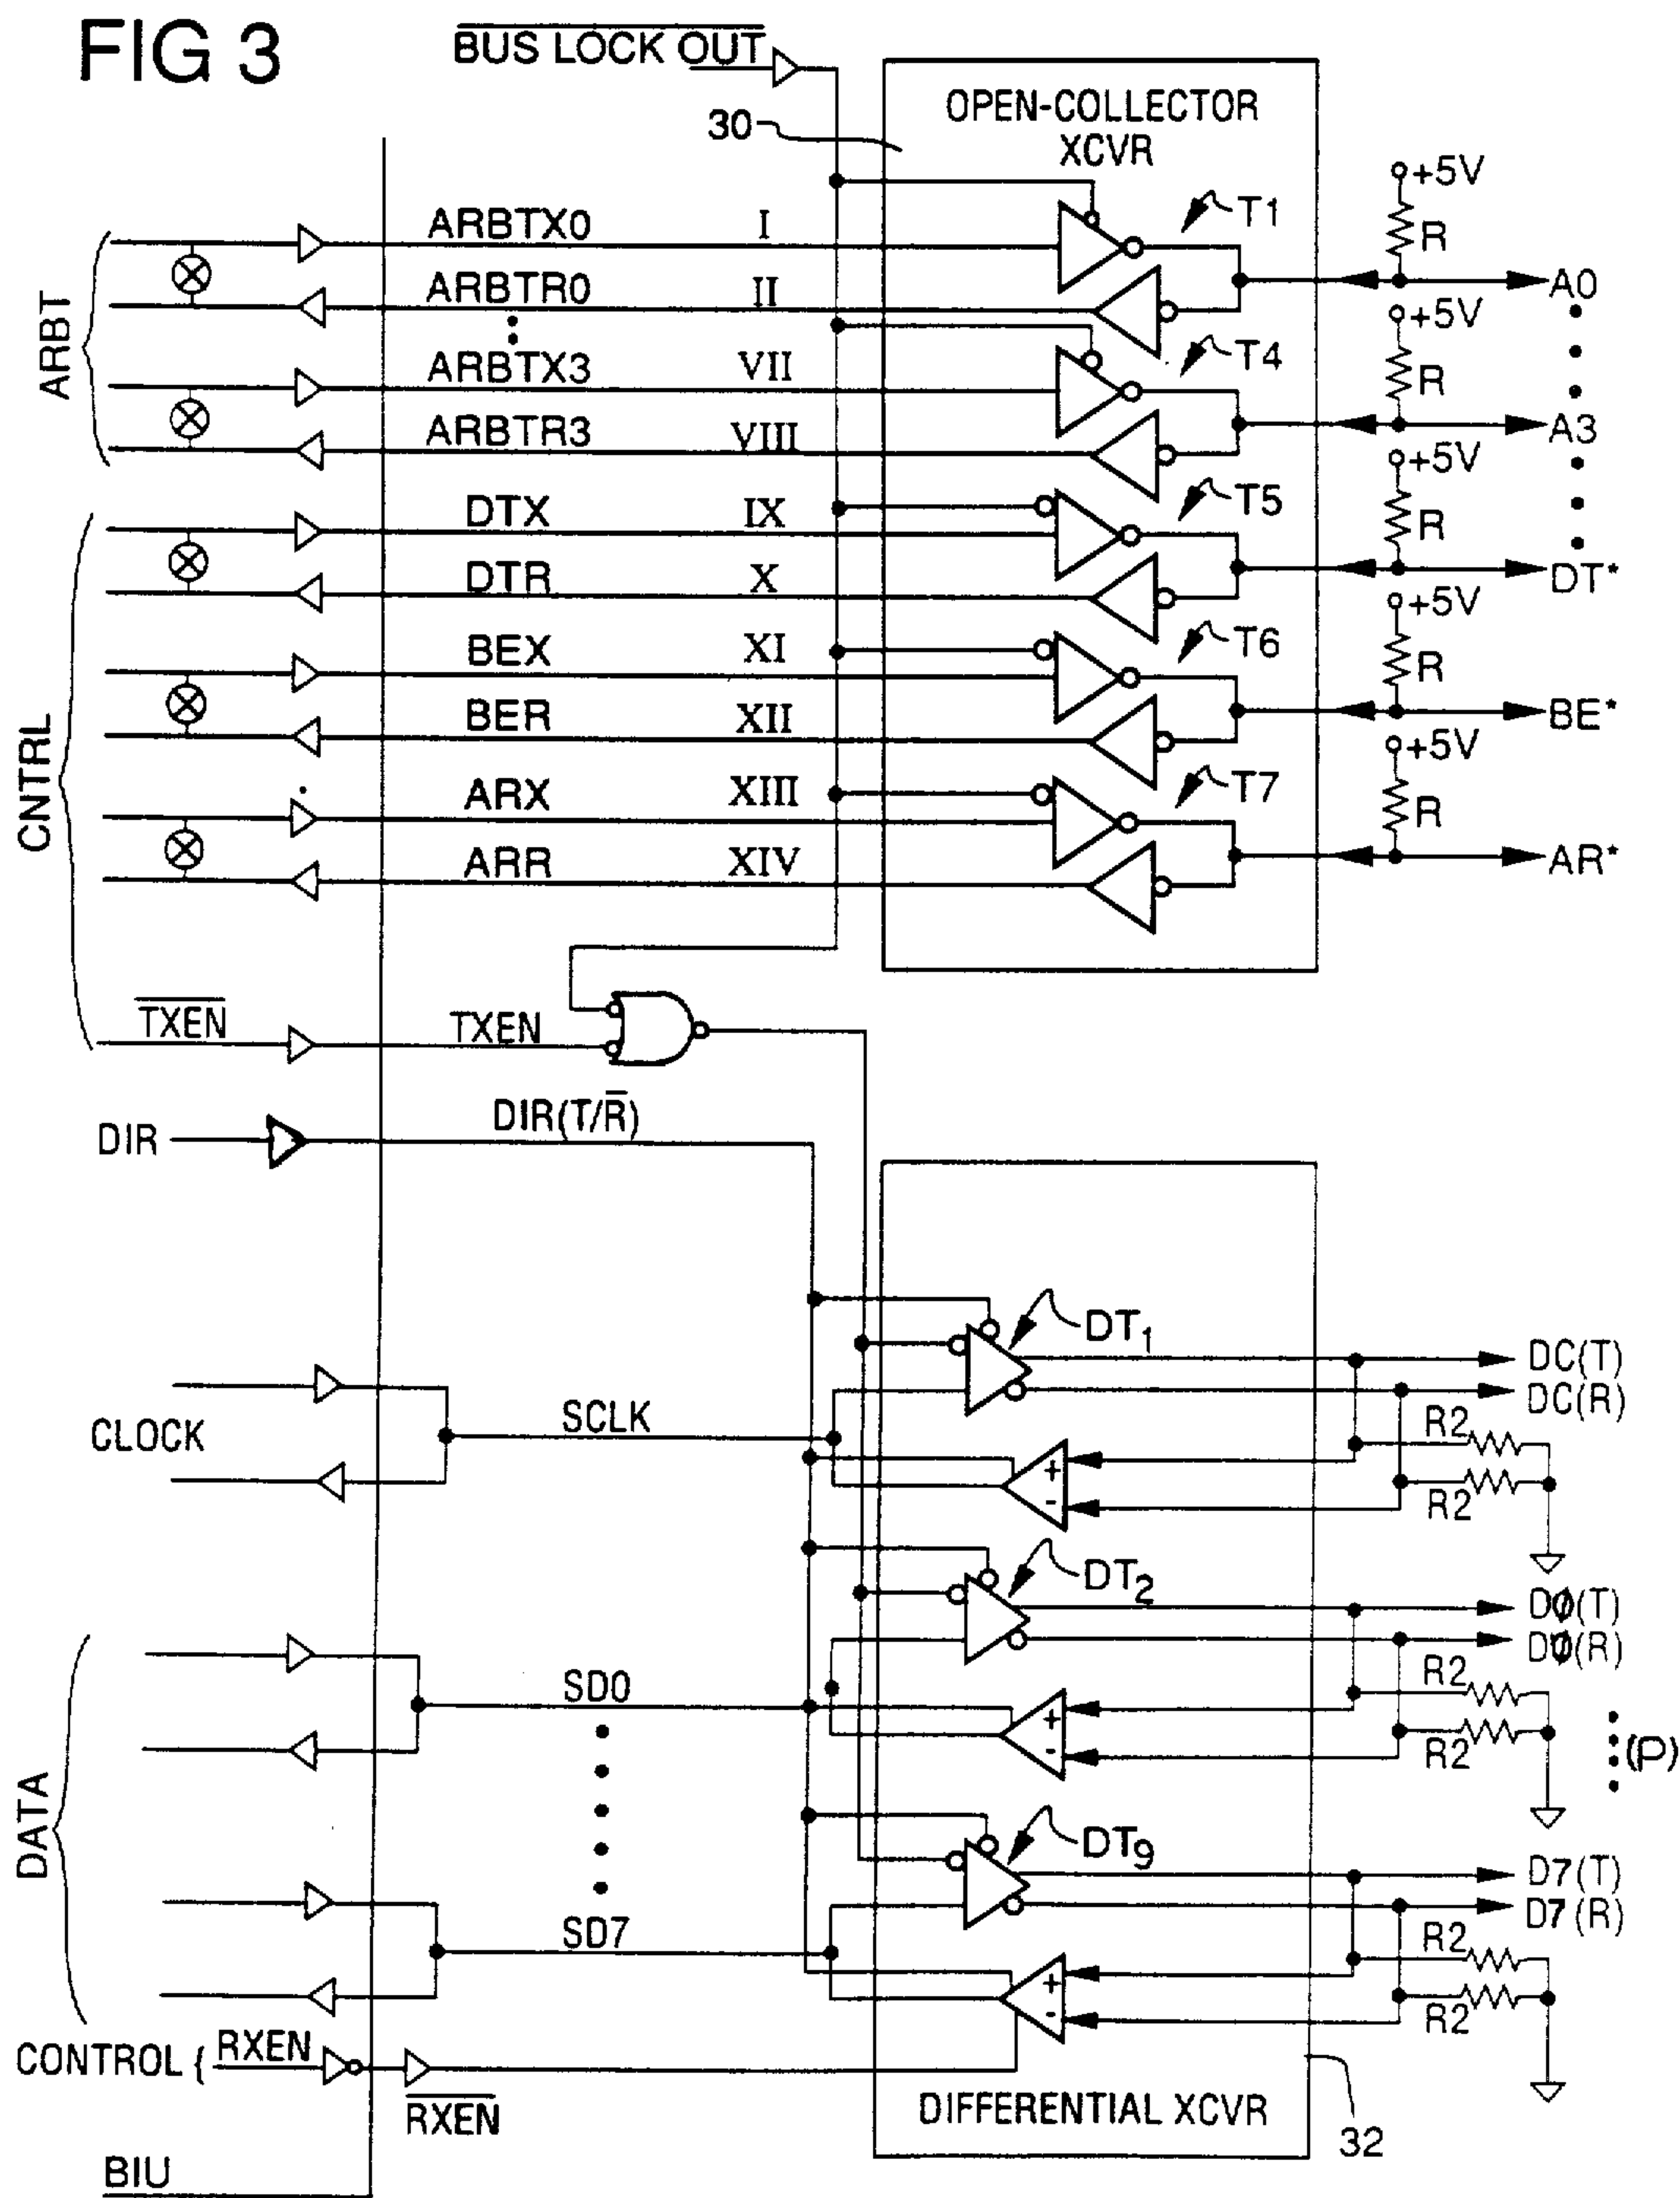 FIG 3
BUS LOCK OUT
30
OPEN-COLLECTOR
XCVR
+5V
R
ARBT
ARBTX0 I
T1
A0
ARBTR0 II
+5V
R
ARBTX3 VII
T4
A3
ARBTR3 VIII
+5V
R
CNTRL
DTX IX
T5
DT*
DTR X
+5V
R
BEX XI
T6
BE*
BER XII
+5V
R
ARX XIII
T7
AR*
ARR XIV
TXEN
TXEN
DIR
DIR(T/R̅)
DT1
DC(T)
DC(R)
CLOCK
SCLK
+
-
R2
R2
DT2
DØ(T)
DØ(R)
DATA
SD0
+
-
R2
R2
(P)
DT9
D7(T)
D7(R)
SD7
+
-
R2
R2
CONTROL { RXEN
RXEN
DIFFERENTIAL XCVR
32
BIU